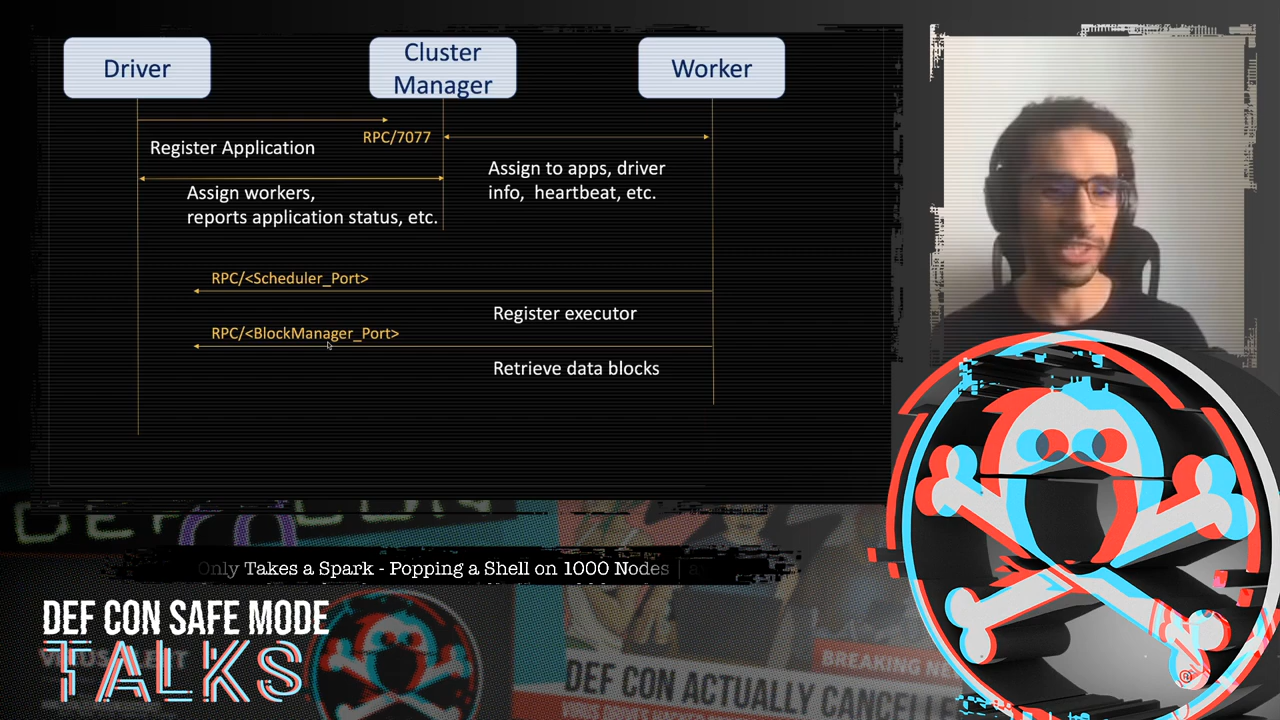 Driver
Cluster
Manager
Worker
RPC/7077
Register Application
Assign to apps, driver
info, heartbeat, etc.
Assign workers,
reports application status, etc.
RPC/<Scheduler_Port>
Register executor
RPC/<BlockManager_Port>
Retrieve data blocks
DEF CON
Only Takes a Spark - Popping a Shell on 1000 Nodes |
DEF CON SAFE MODE
TALKS
BREAKING NE
DEF CON ACTUALLY CANCELLE